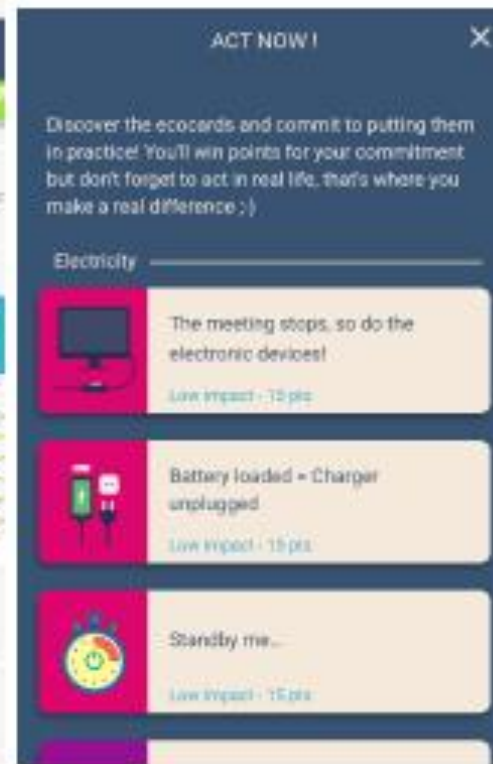 ACT NOW !
Discover the ecocards and commit to putting them
in practice! You'll win points for your commitment
but don't forget to act in real life, that's where you
make a real difference ;-)
Electricity
The meeting stops, so do the
electronic devices!
Low impact - 15 pts
Battery loaded = Charger
unplugged
Low impact - 15 pts
Standby me...
Low impact - 15 pts